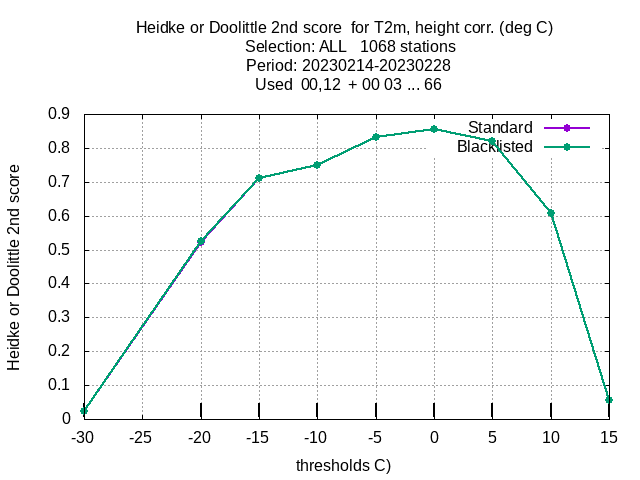 Heidke or Doolittle 2nd score  for T2m, height corr. (deg C)
Selection: ALL   1068 stations
Period: 20230214-20230228
Used  00,12  + 00 03 ... 66
Standard
Blacklisted
Heidke or Doolittle 2nd score
0.9
0.8
0.7
0.6
0.5
0.4
0.3
0.2
0.1
0
-30 -25 -20 -15 -10 -5 0 5 10 15
thresholds C)